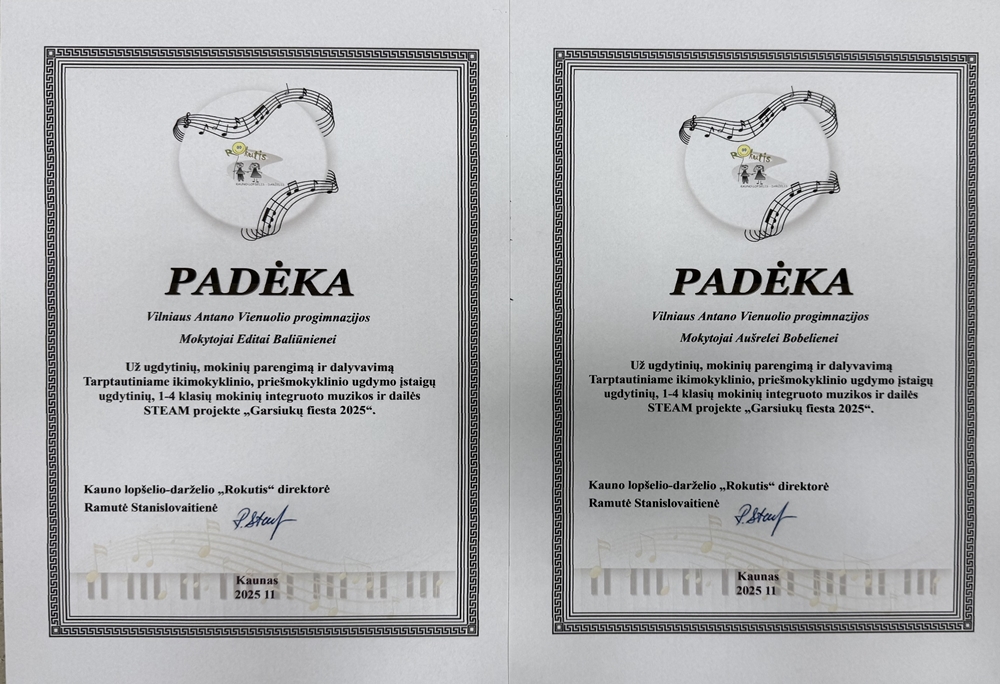 Rokutis
PADĖKA
Vilniaus Antano Vienuolio progimnazijos
Mokytojai Editai Baliūnienei
Už ugdytinių, mokinių parengimą ir dalyvavimą
Tarptautiniame ikimokyklinio, priešmokyklinio ugdymo įstaigų
ugdytinių, 1-4 klasių mokinių integruoto muzikos ir dailės
STEAM projekte „Garsiukų fiesta 2025“.
Kauno lopšelio-darželio „Rokutis“ direktorė
Ramutė Stanislovaitienė
Kaunas
2025 11
Rokutis
PADĖKA
Vilniaus Antano Vienuolio progimnazijos
Mokytojai Aušrelei Bobelienei
Už ugdytinių, mokinių parengimą ir dalyvavimą
Tarptautiniame ikimokyklinio, priešmokyklinio ugdymo įstaigų
ugdytinių, 1-4 klasių mokinių integruoto muzikos ir dailės
STEAM projekte „Garsiukų fiesta 2025“.
Kauno lopšelio-darželio „Rokutis“ direktorė
Ramutė Stanislovaitienė
Kaunas
2025 11